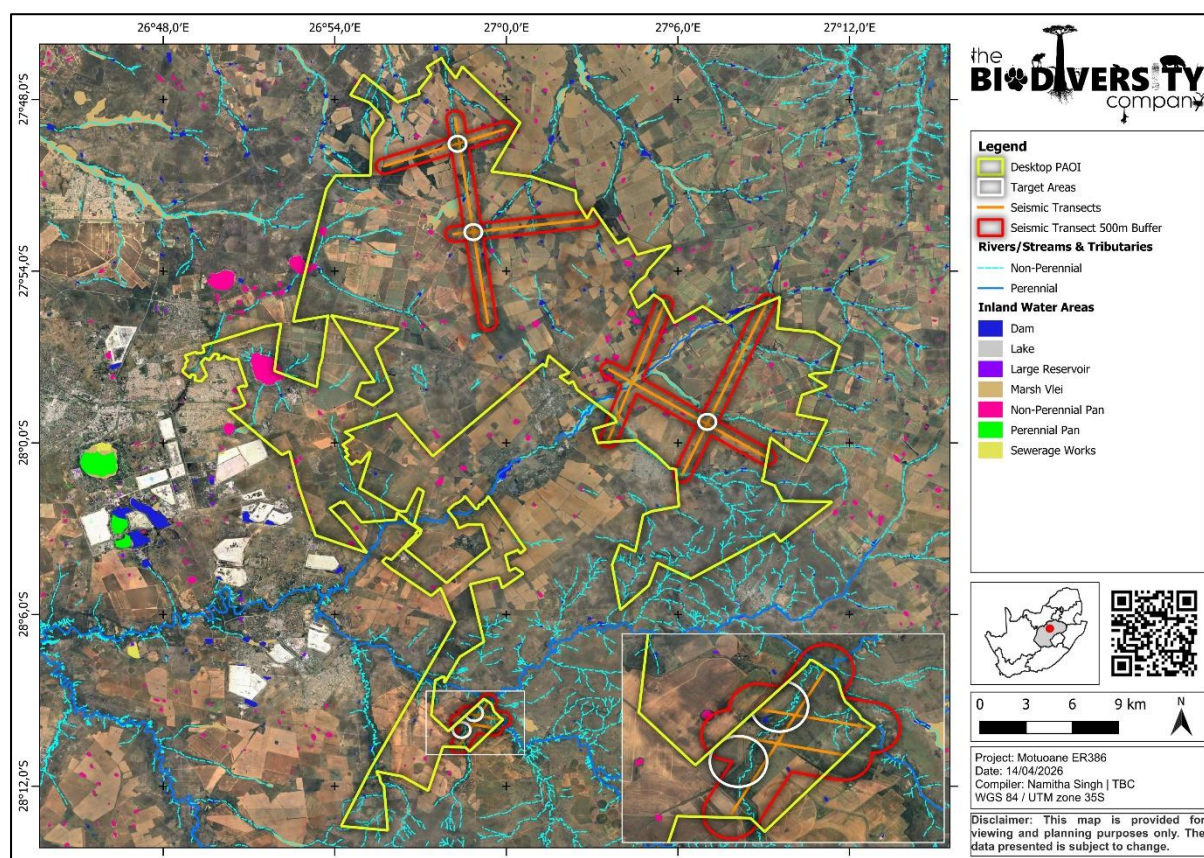 26°48,0'E 26°54,0'E 27°0,0'E 27°6,0'E 27°12,0'E
27°48,0'S
27°54,0'S
28°0,0'S
28°6,0'S
28°12,0'S
the
BIODIVERSITY
company
Legend
Desktop PAOI
Target Areas
Seismic Transects
Seismic Transect 500m Buffer
Rivers/Streams & Tributaries
Non-Perennial
Perennial
Inland Water Areas
Dam
Lake
Large Reservoir
Marsh Vlei
Non-Perennial Pan
Perennial Pan
Sewerage Works
0 3 6 9 km
N
Project: Motuoane ER386
Date: 14/04/2026
Compiler: Namitha Singh | TBC
WGS 84 / UTM zone 35S
Disclaimer: This map is provided for
viewing and planning purposes only. The
data presented is subject to change.